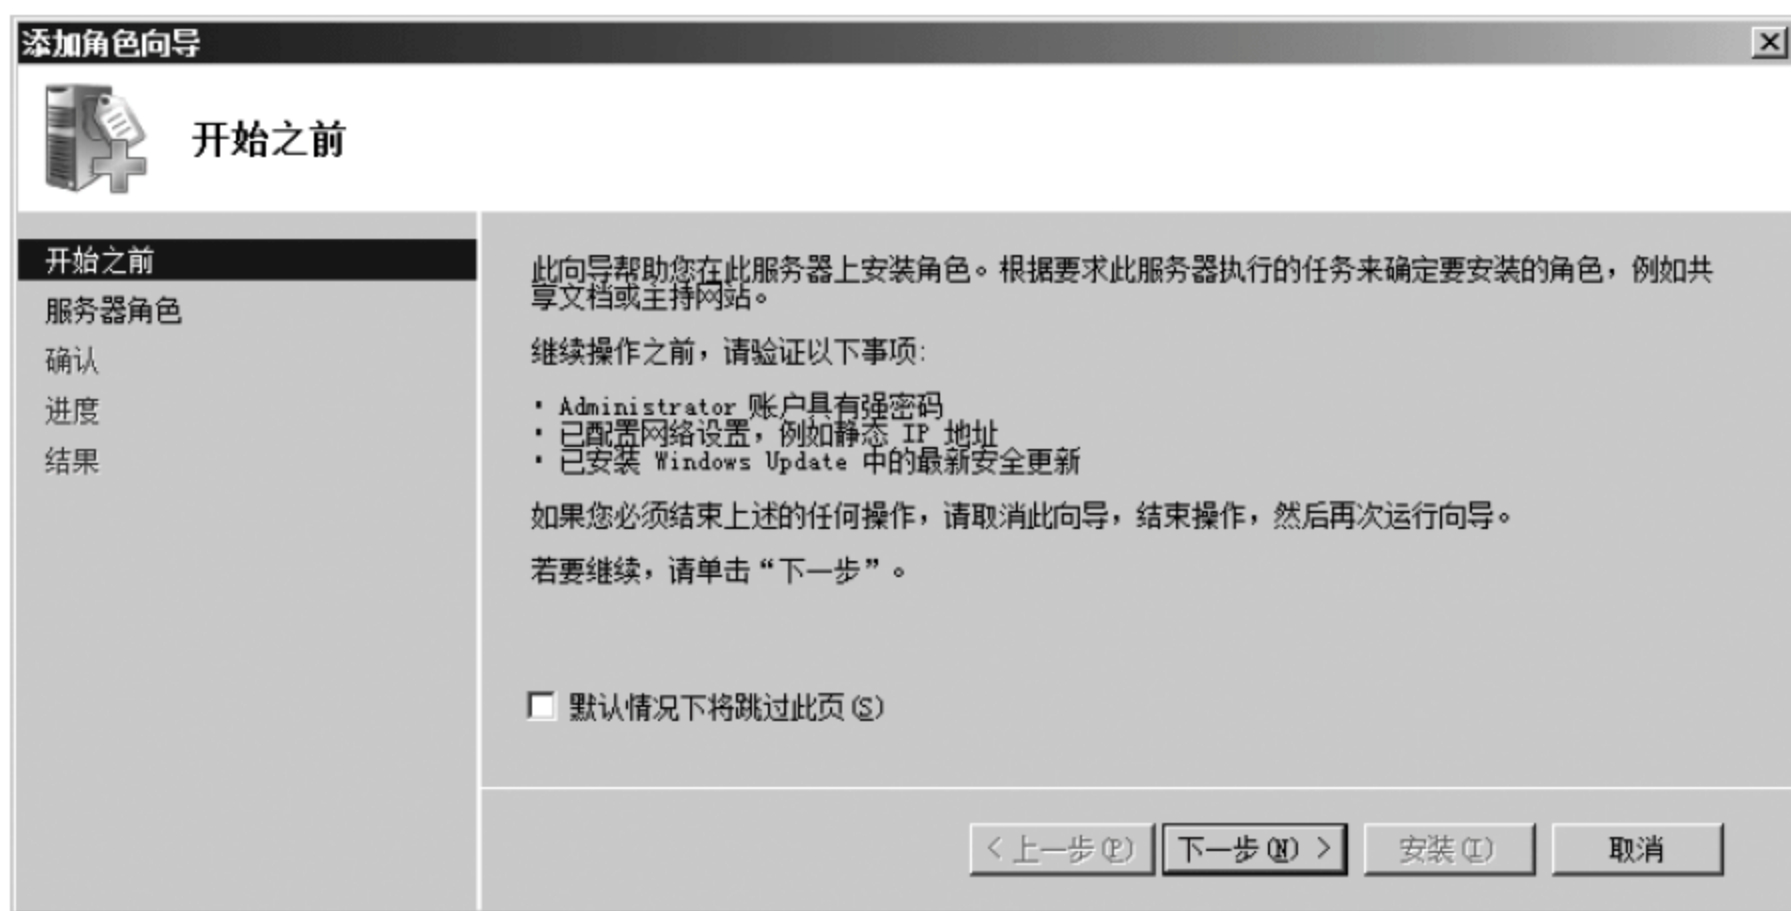 添加角色向导
开始之前
开始之前
服务器角色
确认
进度
结果
此向导帮助您在此服务器上安装角色。根据要求此服务器执行的任务来确定要安装的角色，例如共
享文档或主持网站。
继续操作之前，请验证以下事项:
· Administrator 账户具有强密码
· 已配置网络设置，例如静态 IP 地址
· 已安装 Windows Update 中的最新安全更新
如果您必须结束上述的任何操作，请取消此向导，结束操作，然后再次运行向导。
若要继续，请单击“下一步”。
默认情况下将跳过此页(S)
< 上一步(P)
下一步(N) >
安装(I)
取消